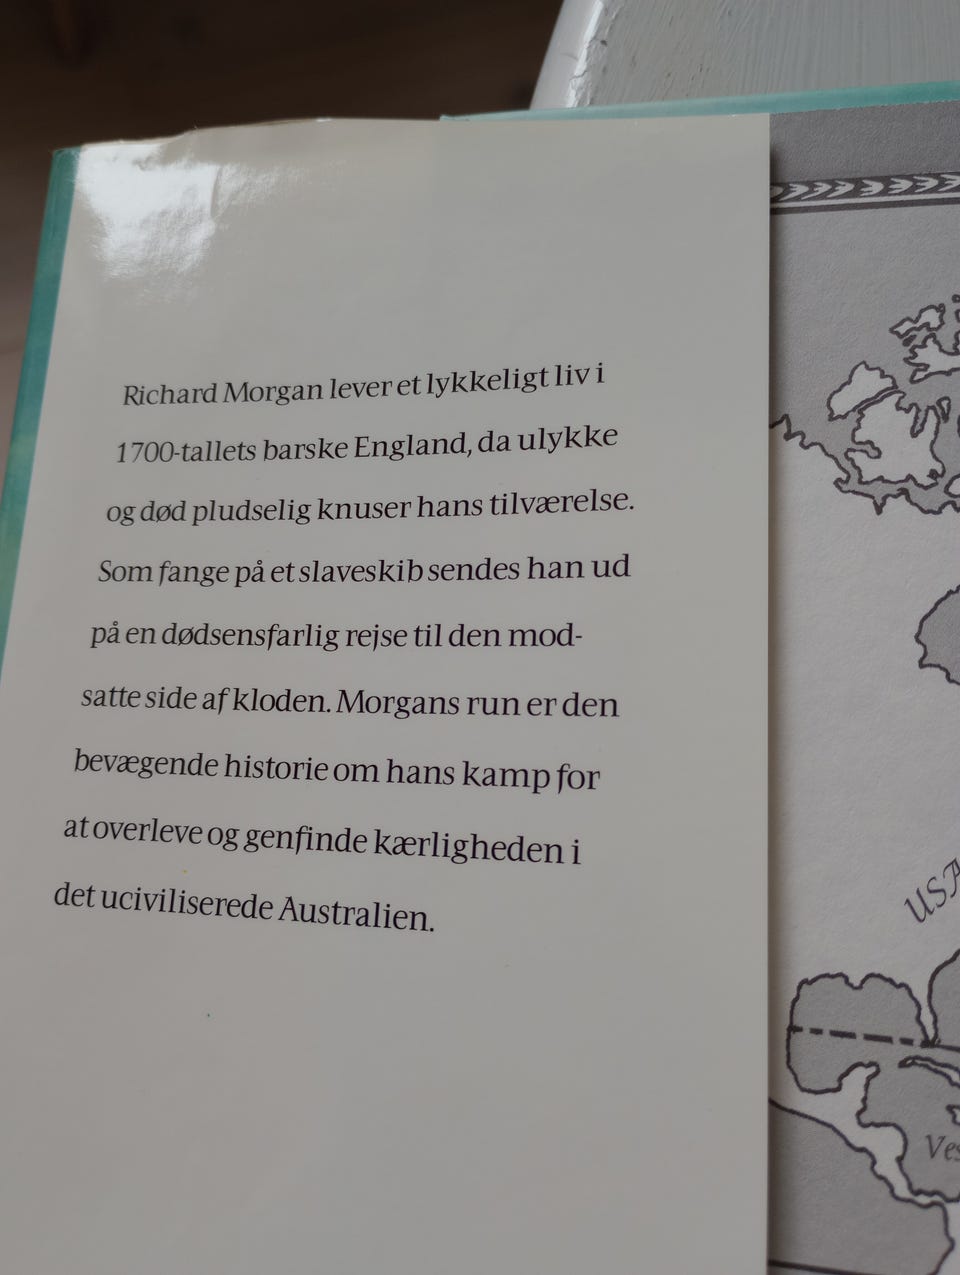 Richard Morgan lever et lykkeligt liv i
1700-tallets barske England, da ulykke
og død pludselig knuser hans tilværelse.
Som fange på et slaveskib sendes han ud
på en dødsensfarlig rejse til den mod-
satte side af kloden. Morgans run er den
bevægende historie om hans kamp for
at overleve og genfinde kærligheden i
det uciviliserede Australien.
USA